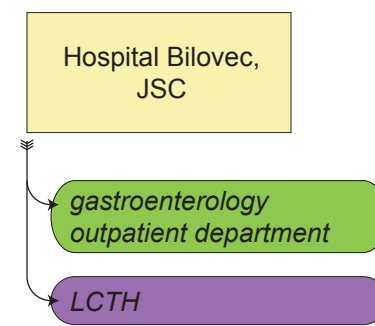 Hospital Bilovec,
JSC
gastroenterology
outpatient department
LCTH